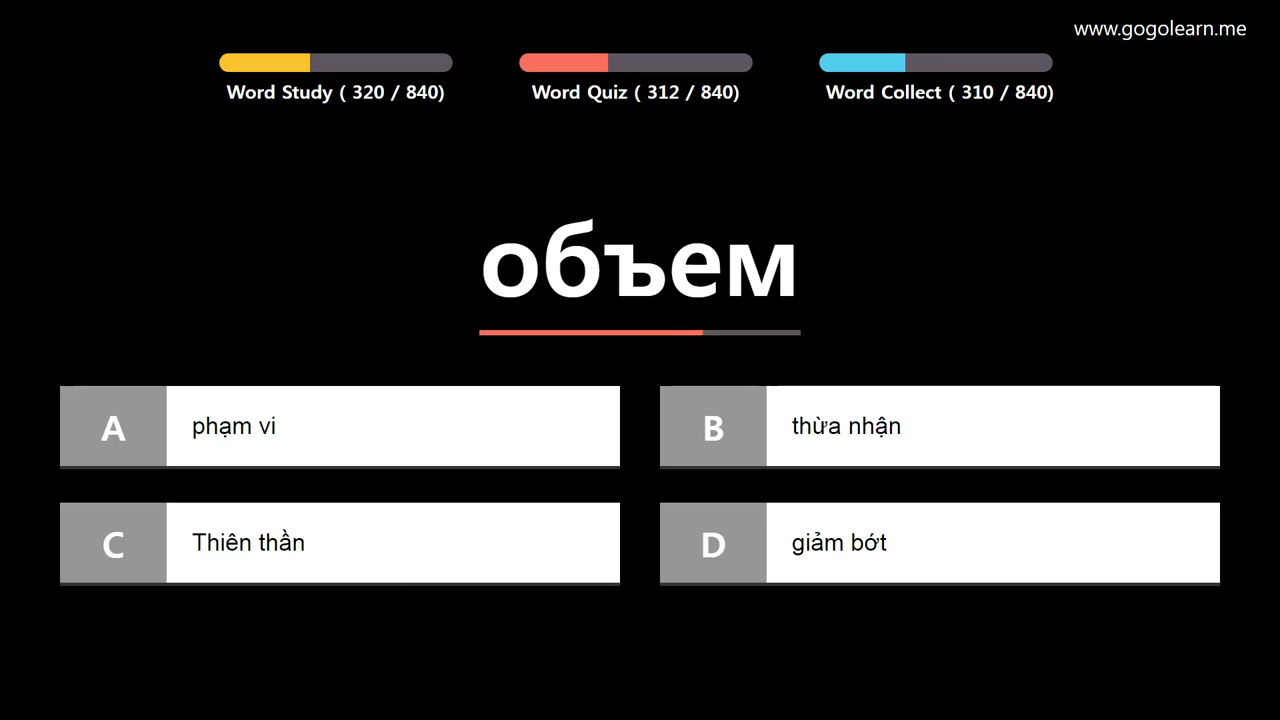 www.gogolearn.me
Word Study ( 320 / 840)
Word Quiz ( 312 / 840)
Word Collect ( 310 / 840)
объем
A phạm vi
B thừa nhận
C Thiên thần
D giảm bớt